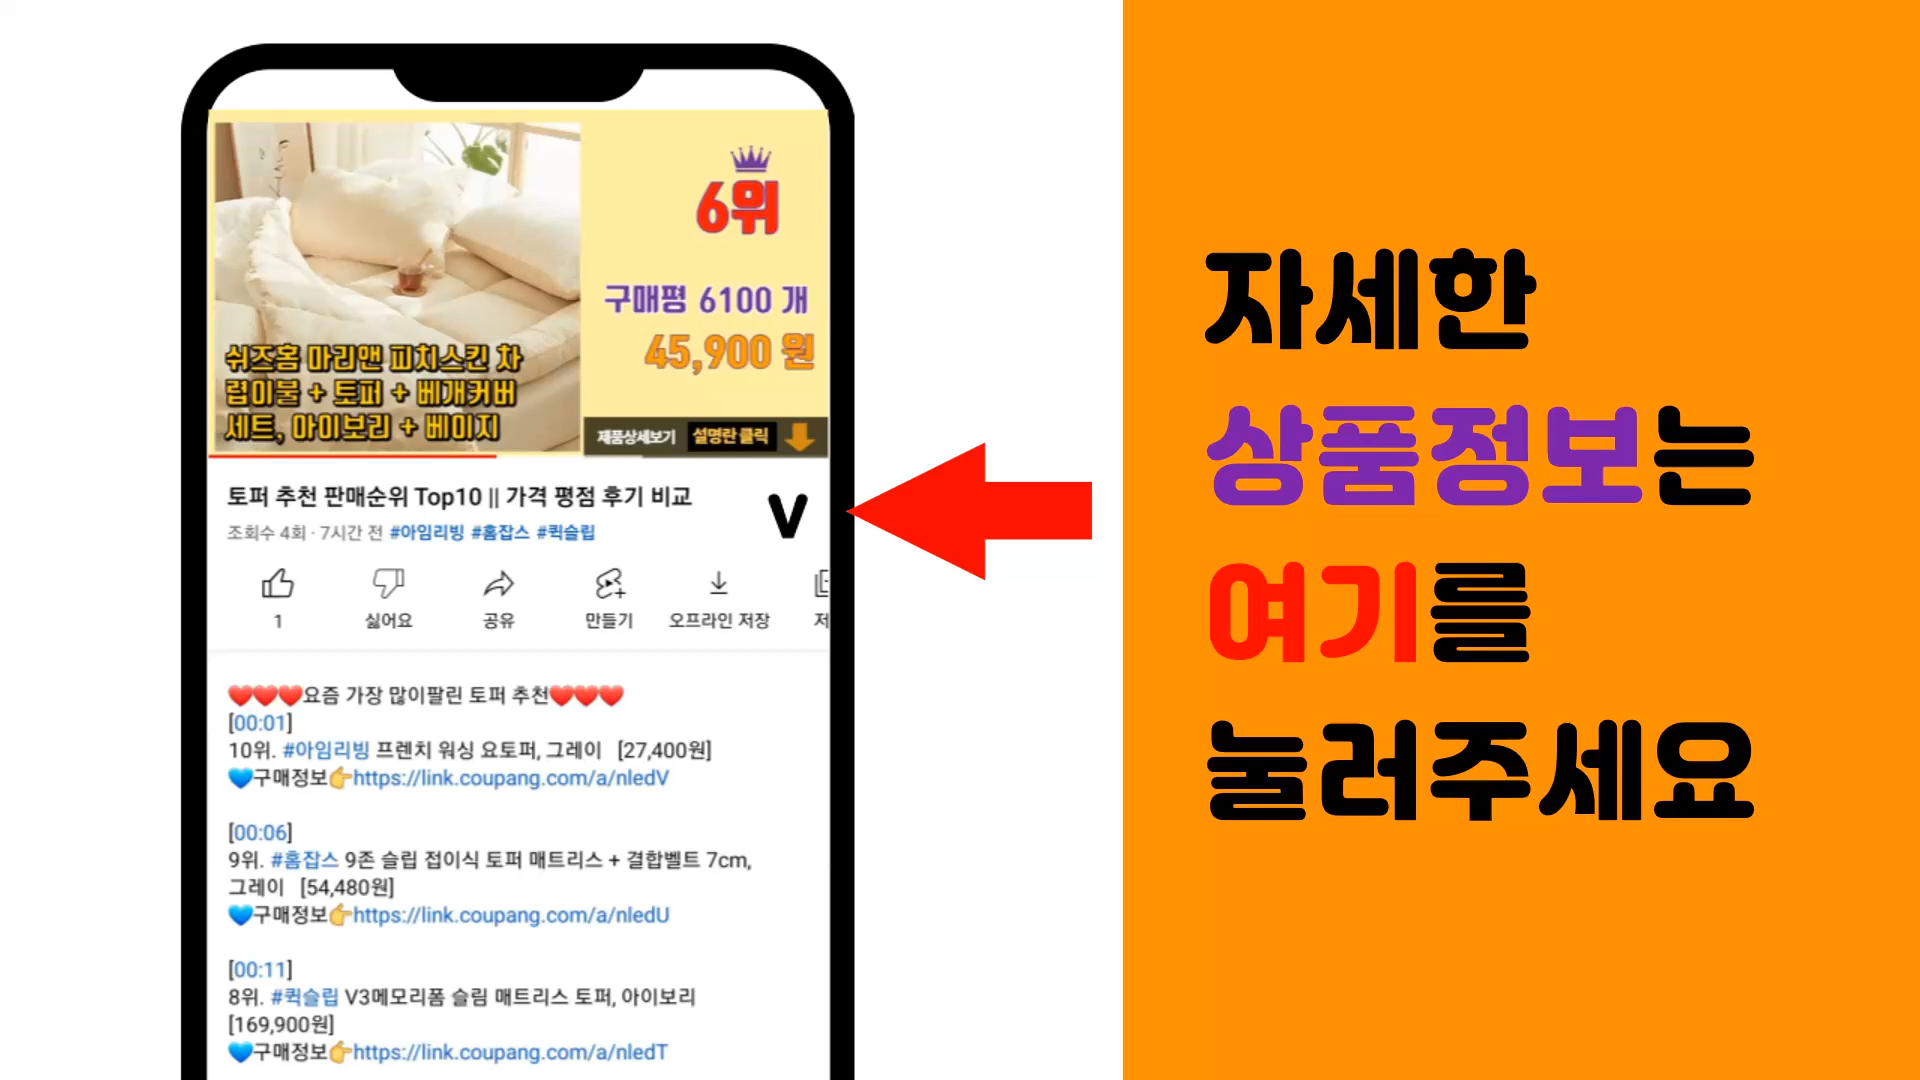 6위
구매평 6100 개
45,900 원
쉬즈홈 마리앤 피치스킨 차
렵이불 + 토퍼 + 베개커버
세트, 아이보리 + 베이지
제품상세보기 설명란 클릭
토퍼 추천 판매순위 Top10 || 가격 평점 후기 비교
V
조회수 4회 · 7시간 전 #아임리빙 #홈잡스 #퀵슬립
1 싫어요 공유 만들기 오프라인 저장 저
❤️❤️❤️요즘 가장 많이팔린 토퍼 추천❤️❤️❤️
[00:01]
10위. #아임리빙 프렌치 워싱 요토퍼, 그레이 [27,400원]
💙구매정보👉https://link.coupang.com/a/nledV
[00:06]
9위. #홈잡스 9존 슬립 접이식 토퍼 매트리스 + 결합벨트 7cm,
그레이 [54,480원]
💙구매정보👉https://link.coupang.com/a/nledU
[00:11]
8위. #퀵슬립 V3메모리폼 슬림 매트리스 토퍼, 아이보리
[169,900원]
💙구매정보👉https://link.coupang.com/a/nledT
자세한
상품정보는
여기를
눌러주세요